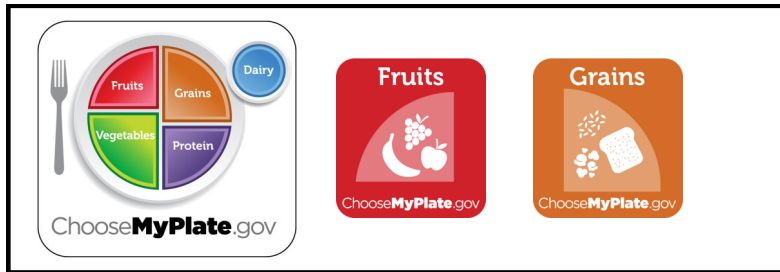 Fruits
Grains
Dairy
Vegetables
Protein
ChooseMyPlate.gov
Fruits
ChooseMyPlate.gov
Grains
ChooseMyPlate.gov